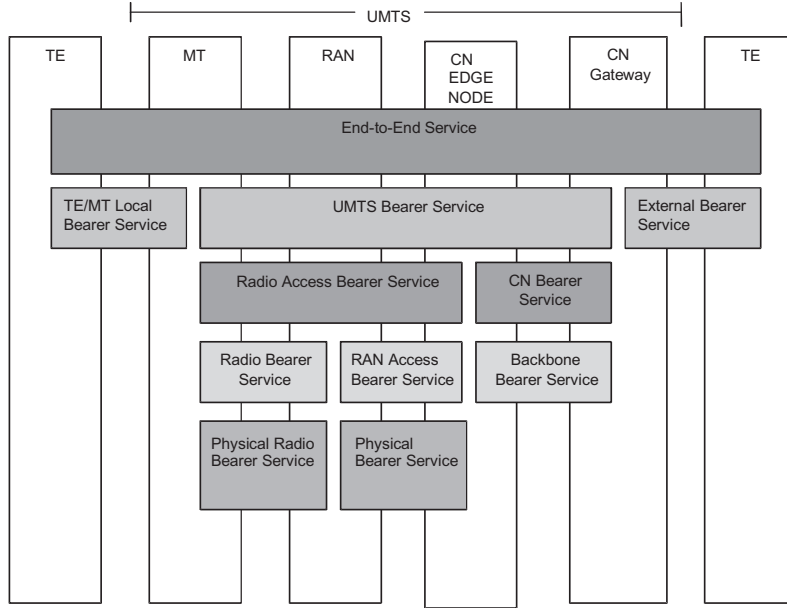 UMTS
TE
MT
RAN
CN
EDGE
NODE
CN
Gateway
TE
End-to-End Service
TE/MT Local
Bearer Service
UMTS Bearer Service
External Bearer
Service
Radio Access Bearer Service
CN Bearer
Service
Radio Bearer
Service
RAN Access
Bearer Service
Backbone
Bearer Service
Physical Radio
Bearer Service
Physical
Bearer Service